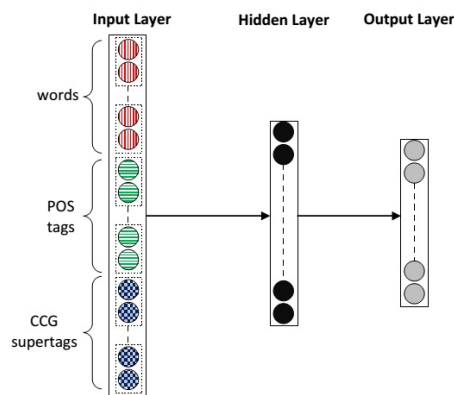 Input Layer
Hidden Layer
Output Layer
words
POS
tags
CCG
supertags